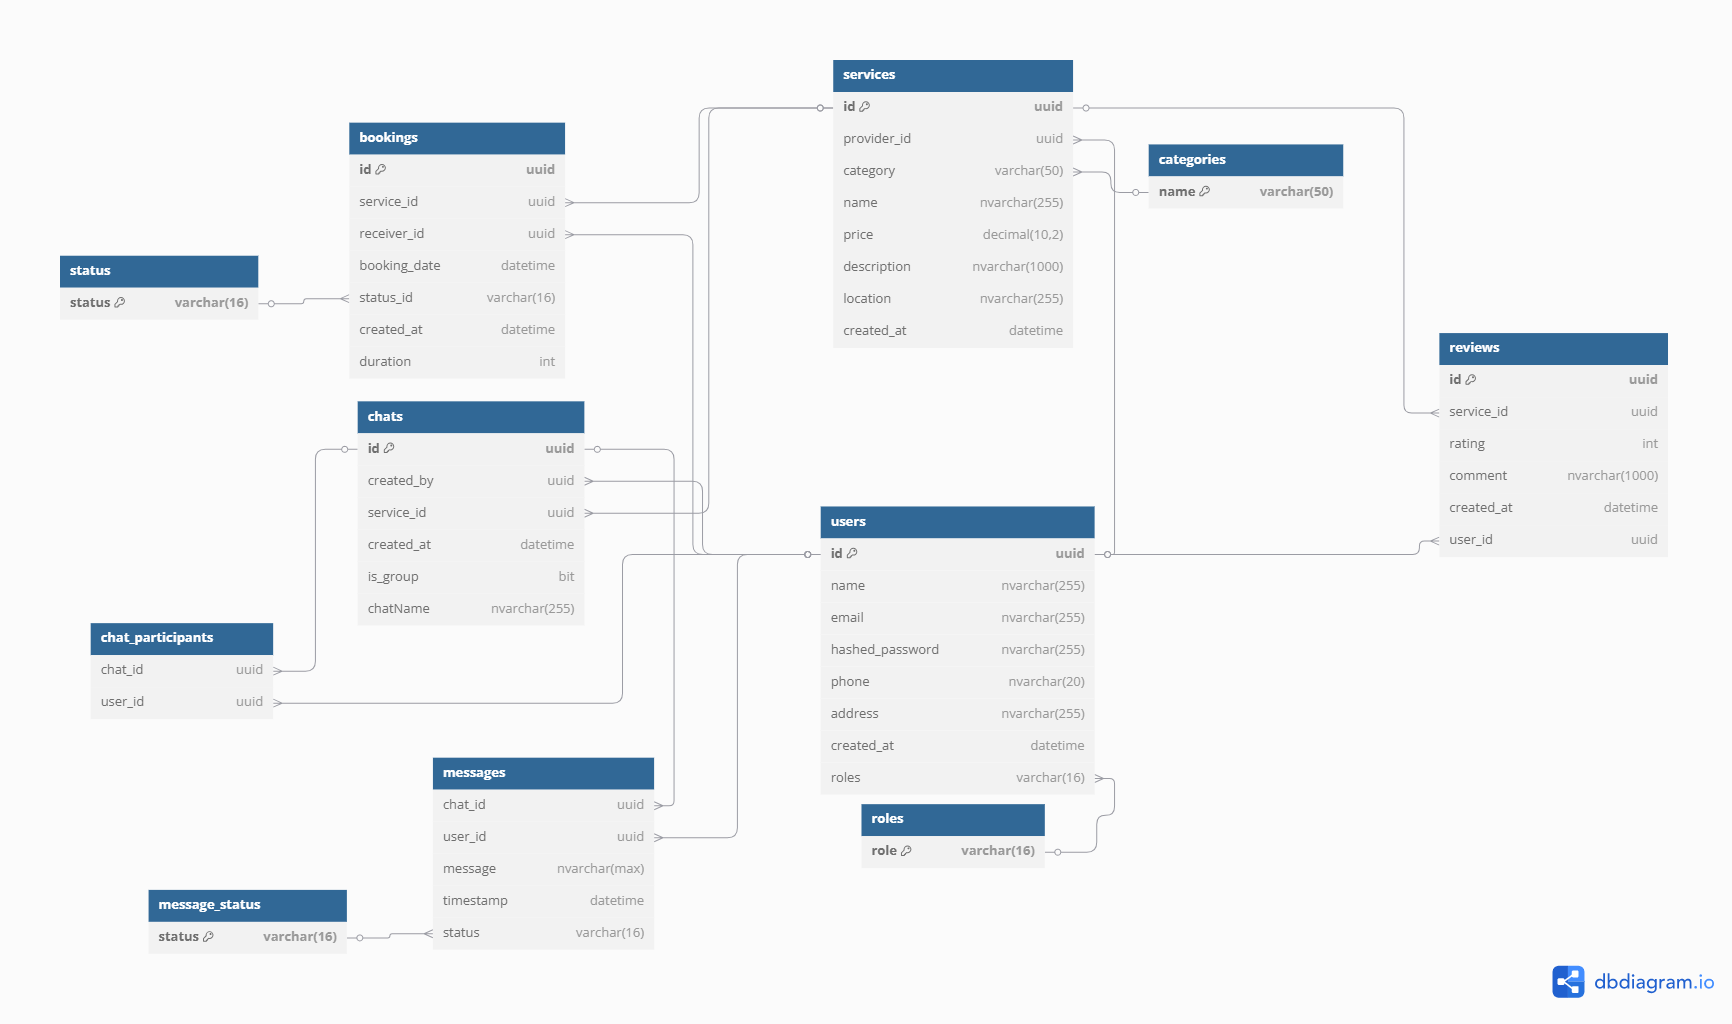 services
id uuid
provider_id uuid
category varchar(50)
name nvarchar(255)
price decimal(10,2)
description nvarchar(1000)
location nvarchar(255)
created_at datetime
bookings
id uuid
service_id uuid
receiver_id uuid
booking_date datetime
status_id varchar(16)
created_at datetime
duration int
categories
name varchar(50)
status
status varchar(16)
reviews
id uuid
service_id uuid
rating int
comment nvarchar(1000)
created_at datetime
user_id uuid
chats
id uuid
created_by uuid
service_id uuid
created_at datetime
is_group bit
chatName nvarchar(255)
users
id uuid
name nvarchar(255)
email nvarchar(255)
hashed_password nvarchar(255)
phone nvarchar(20)
address nvarchar(255)
created_at datetime
roles varchar(16)
chat_participants
chat_id uuid
user_id uuid
messages
chat_id uuid
user_id uuid
message nvarchar(max)
timestamp datetime
status varchar(16)
roles
role varchar(16)
message_status
status varchar(16)
dbdiagram.io